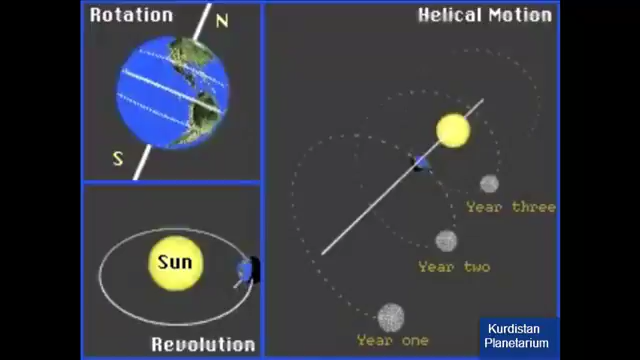 Rotation
N
S
Sun
Revolution
Helical Motion
Year three
Year two
Year one
Kurdistan
Planetarium